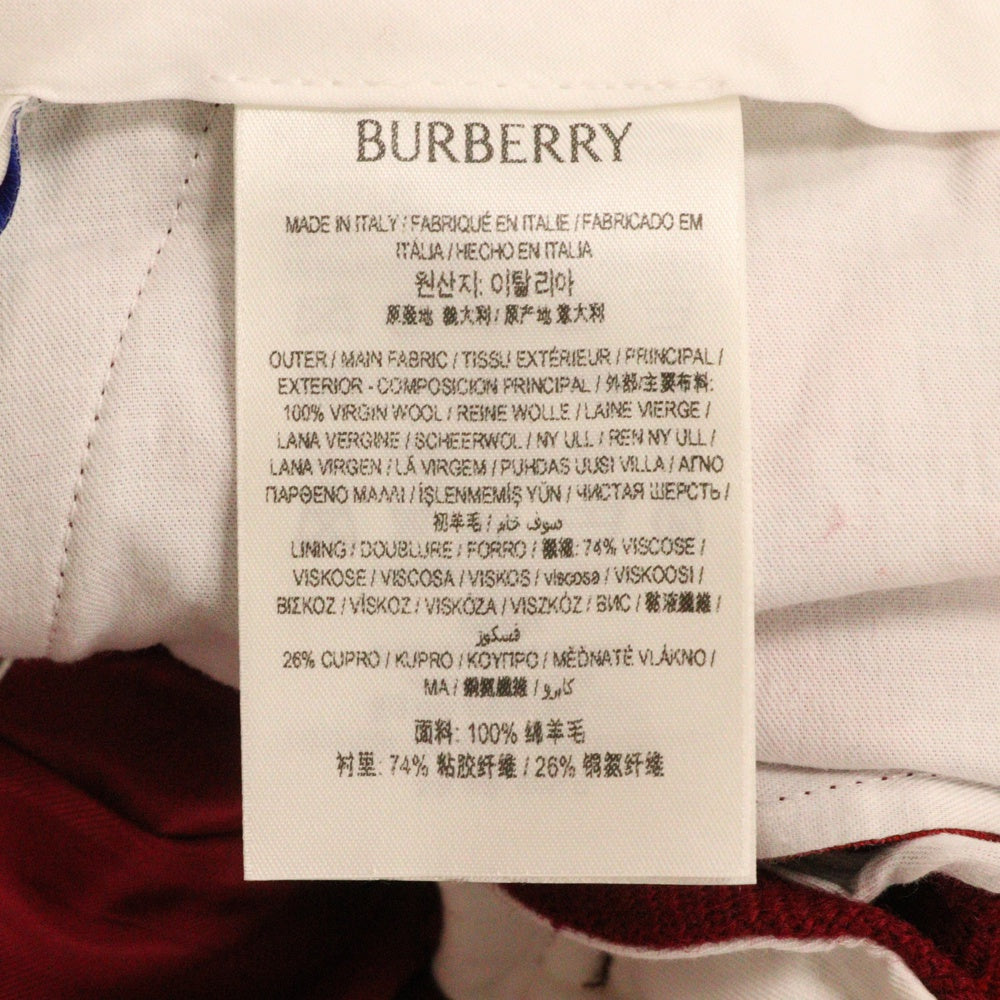 BURBERRY
MADE IN ITALY / FABRIQUÉ EN ITALIE / FABRICADO EM
ITÁLIA / HECHO EN ITALIA
원산지: 이탈리아
原產地 義大利 / 原产地 意大利
OUTER / MAIN FABRIC / TISSU EXTÉRIEUR / PRINCIPAL /
EXTERIOR - COMPOSICION PRINCIPAL / 外部/主要布料:
100% VIRGIN WOOL / REINE WOLLE / LAINE VIERGE /
LANA VERGINE / SCHEERWOL / NY ULL / REN NY ULL /
LANA VIRGEN / LÃ VIRGEM / PUHDAS UUSI VILLA / ΑΓΝΟ
ΠΑΡΘΕΝΟ ΜΑΛΛΙ / İŞLENMEMİŞ YÜN / ЧИСТАЯ ШЕРСТЬ /
初羊毛 / صوف خام
LINING / DOUBLURE / FORRO / 襯裡: 74% VISCOSE /
VISKOSE / VISCOSA / VISKOS / viscosa / VISKOOSI /
ΒΙΣΚΟΖ / VİSKOZ / VISKÓZA / VISZKÓZ / ВИС / 黏液纖維 /
فسكوز
26% CUPRO / KUPRO / ΚΟΥΠΡΟ / MĚĎNATÉ VLÁKNO /
МА / 銅氨纖維 / كابرو
面料: 100% 绵羊毛
衬里: 74% 粘胶纤维 / 26% 铜氨纤维